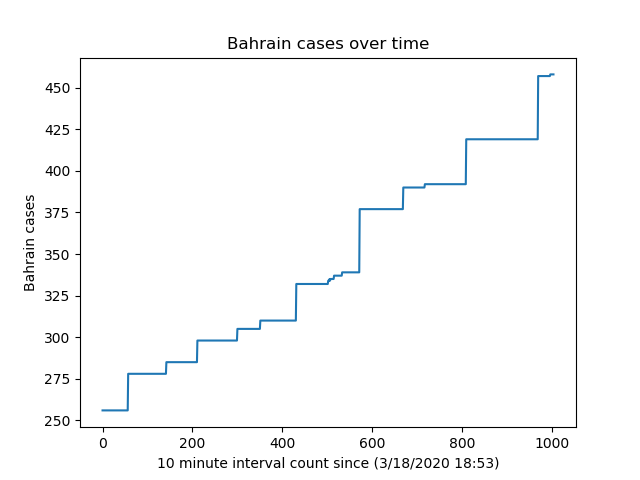 Bahrain cases over time
450
425
400
375
350
325
300
275
250
Bahrain cases
0 200 400 600 800 1000
10 minute interval count since (3/18/2020 18:53)